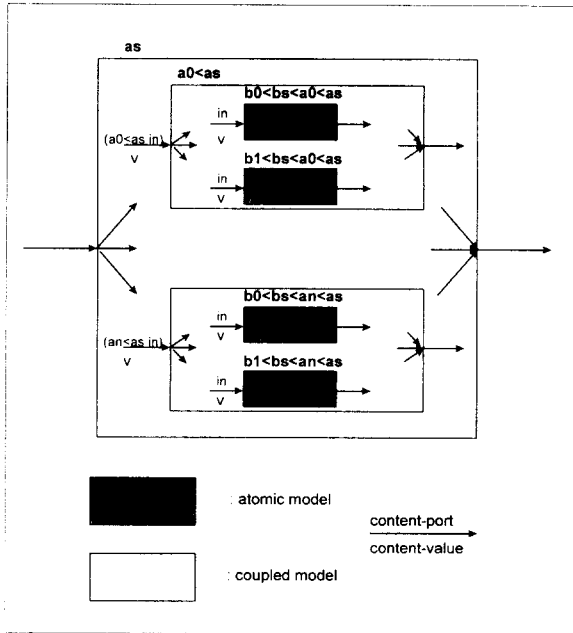 as
a0<as
b0<bs<a0<as
in
v
(a0<as in)
v
b1<bs<a0<as
in
v
b0<bs<an<as
in
v
(an<as in)
v
b1<bs<an<as
in
v
: atomic model
content-port
content-value
: coupled model